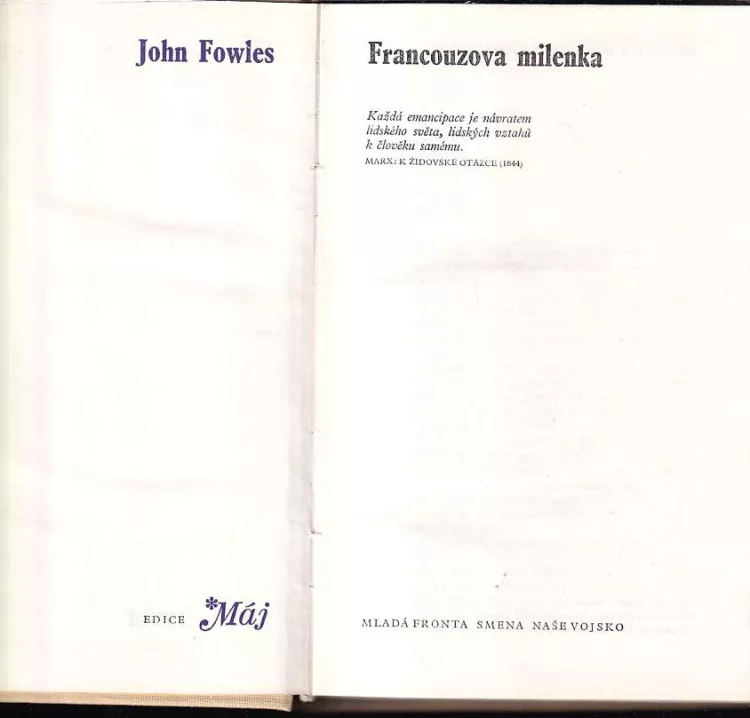 John Fowles
EDICE *Máj
Francouzova milenka
Každá emancipace je návratem
lidského světa, lidských vztahů
k člověku samému.
MARX: K ŽIDOVSKÉ OTÁZCE (1844)
MLADÁ FRONTA SMENA NAŠE VOJSKO